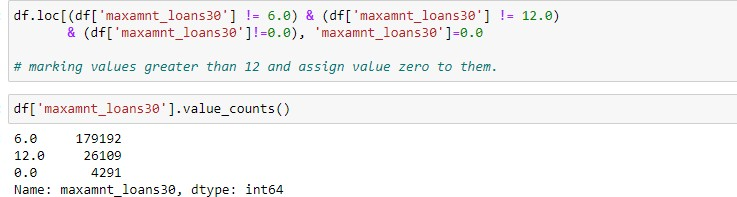 df.loc[(df['maxamnt_loans30'] != 6.0) & (df['maxamnt_loans30'] != 12.0)
& (df['maxamnt_loans30']!=0.0), 'maxamnt_loans30']=0.0
# marking values greater than 12 and assign value zero to them.
df['maxamnt_loans30'].value_counts()
6.0 179192
12.0 26109
0.0 4291
Name: maxamnt_loans30, dtype: int64